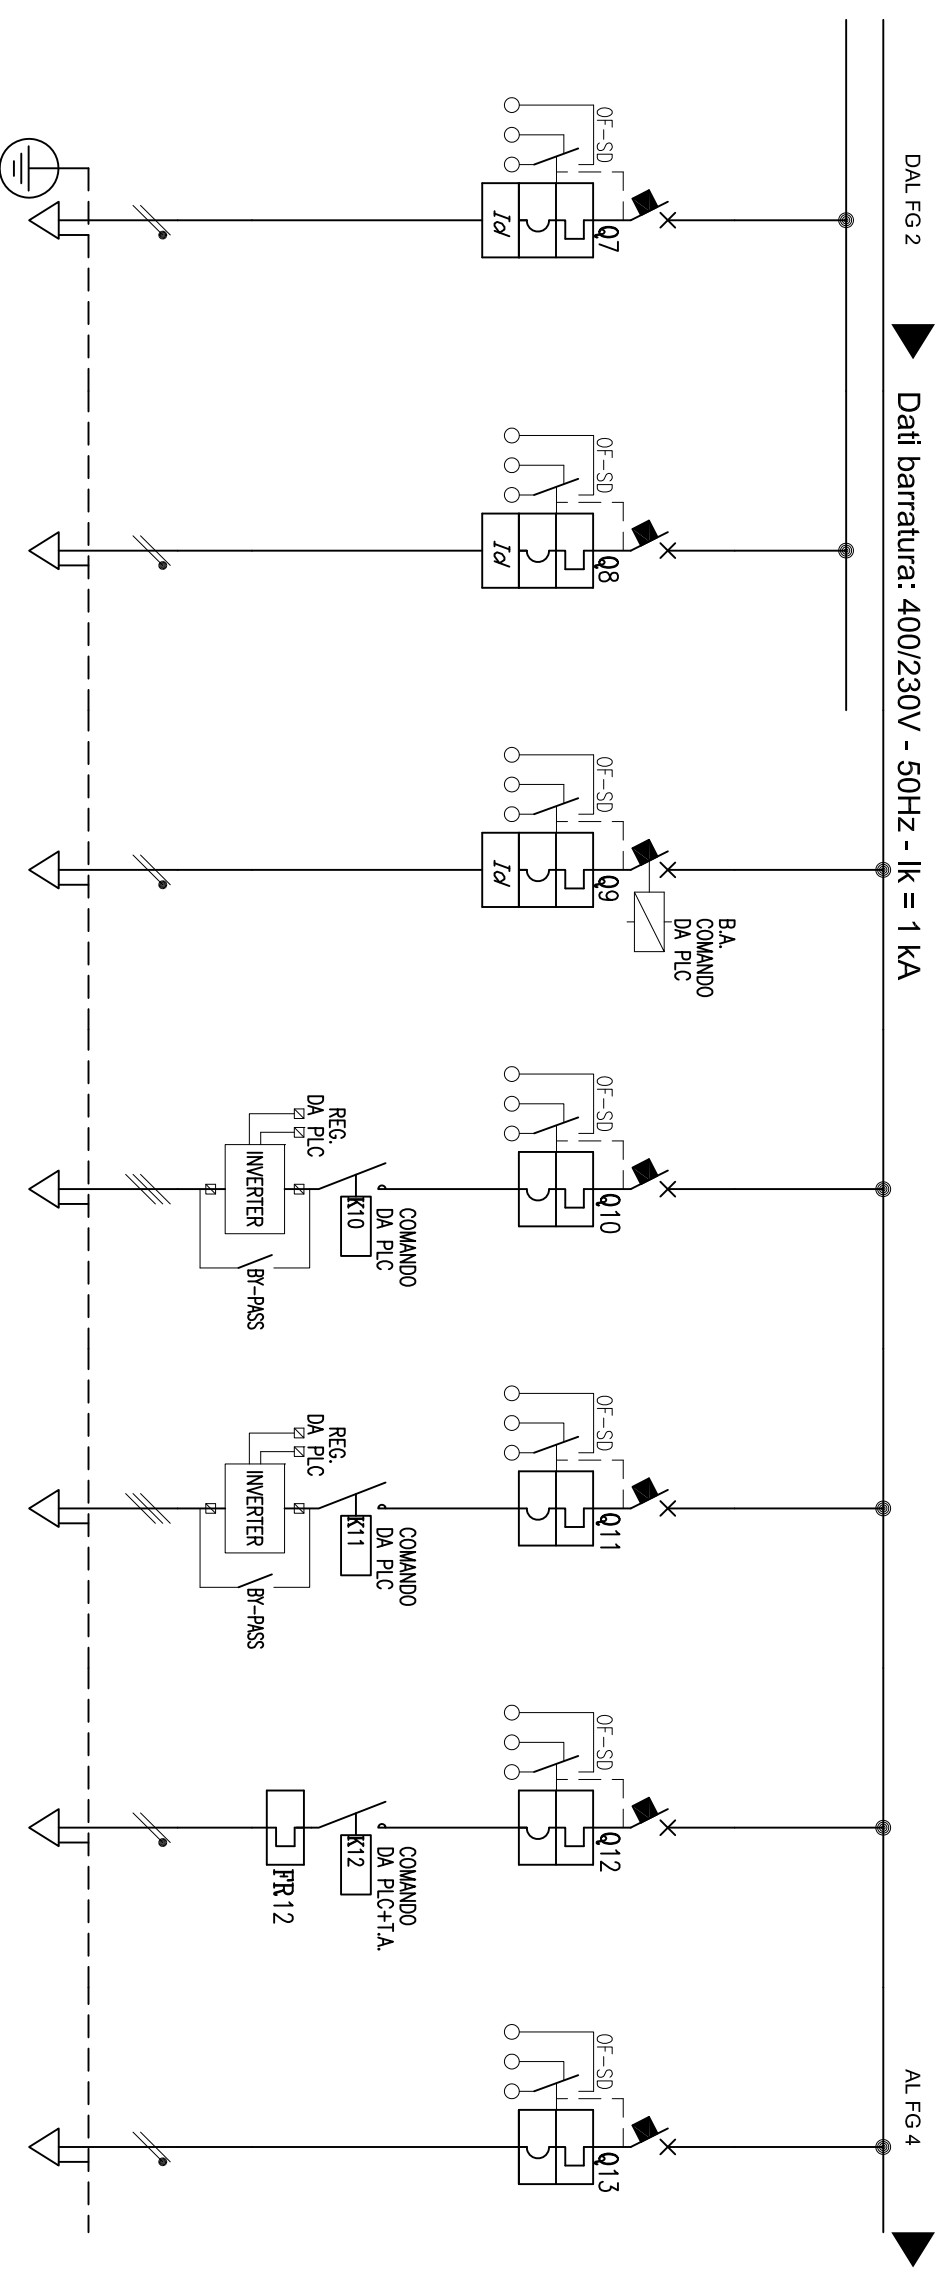 DAL FG 2
Dati barratura: 400/230V - 50Hz - Ik = 1 kA
AL FG 4
OF-SD
Q7
Id
OF-SD
Q8
Id
B.A.
COMANDO
DA PLC
OF-SD
Q9
Id
OF-SD
Q10
COMANDO
DA PLC
K10
REG.
DA PLC
INVERTER
BY-PASS
OF-SD
Q11
COMANDO
DA PLC
K11
REG.
DA PLC
INVERTER
BY-PASS
OF-SD
Q12
COMANDO
DA PLC+T.A.
K12
FR12
OF-SD
Q13